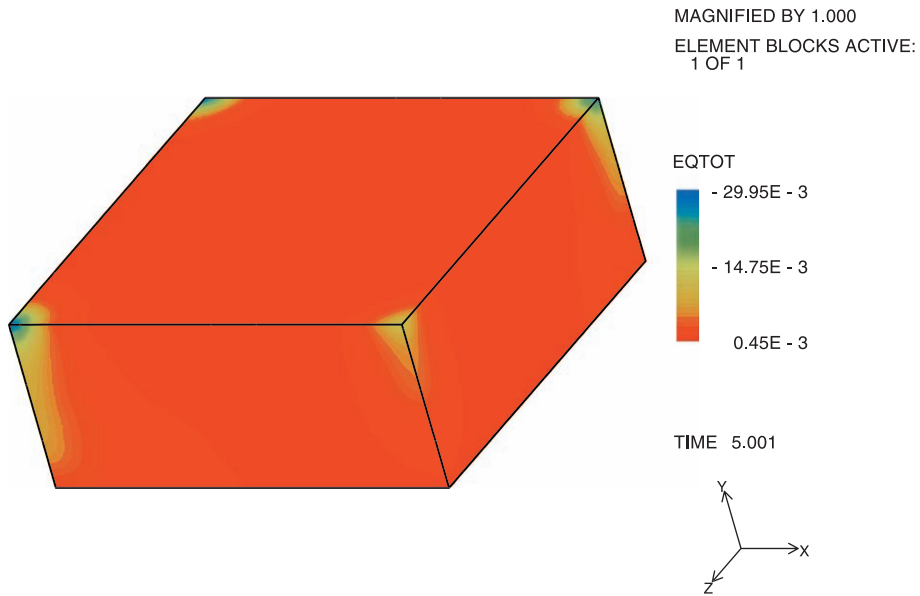 MAGNIFIED BY 1.000
ELEMENT BLOCKS ACTIVE:
1 OF 1
EQTOT
- 29.95E - 3
- 14.75E - 3
0.45E - 3
TIME 5.001
Y
X
Z